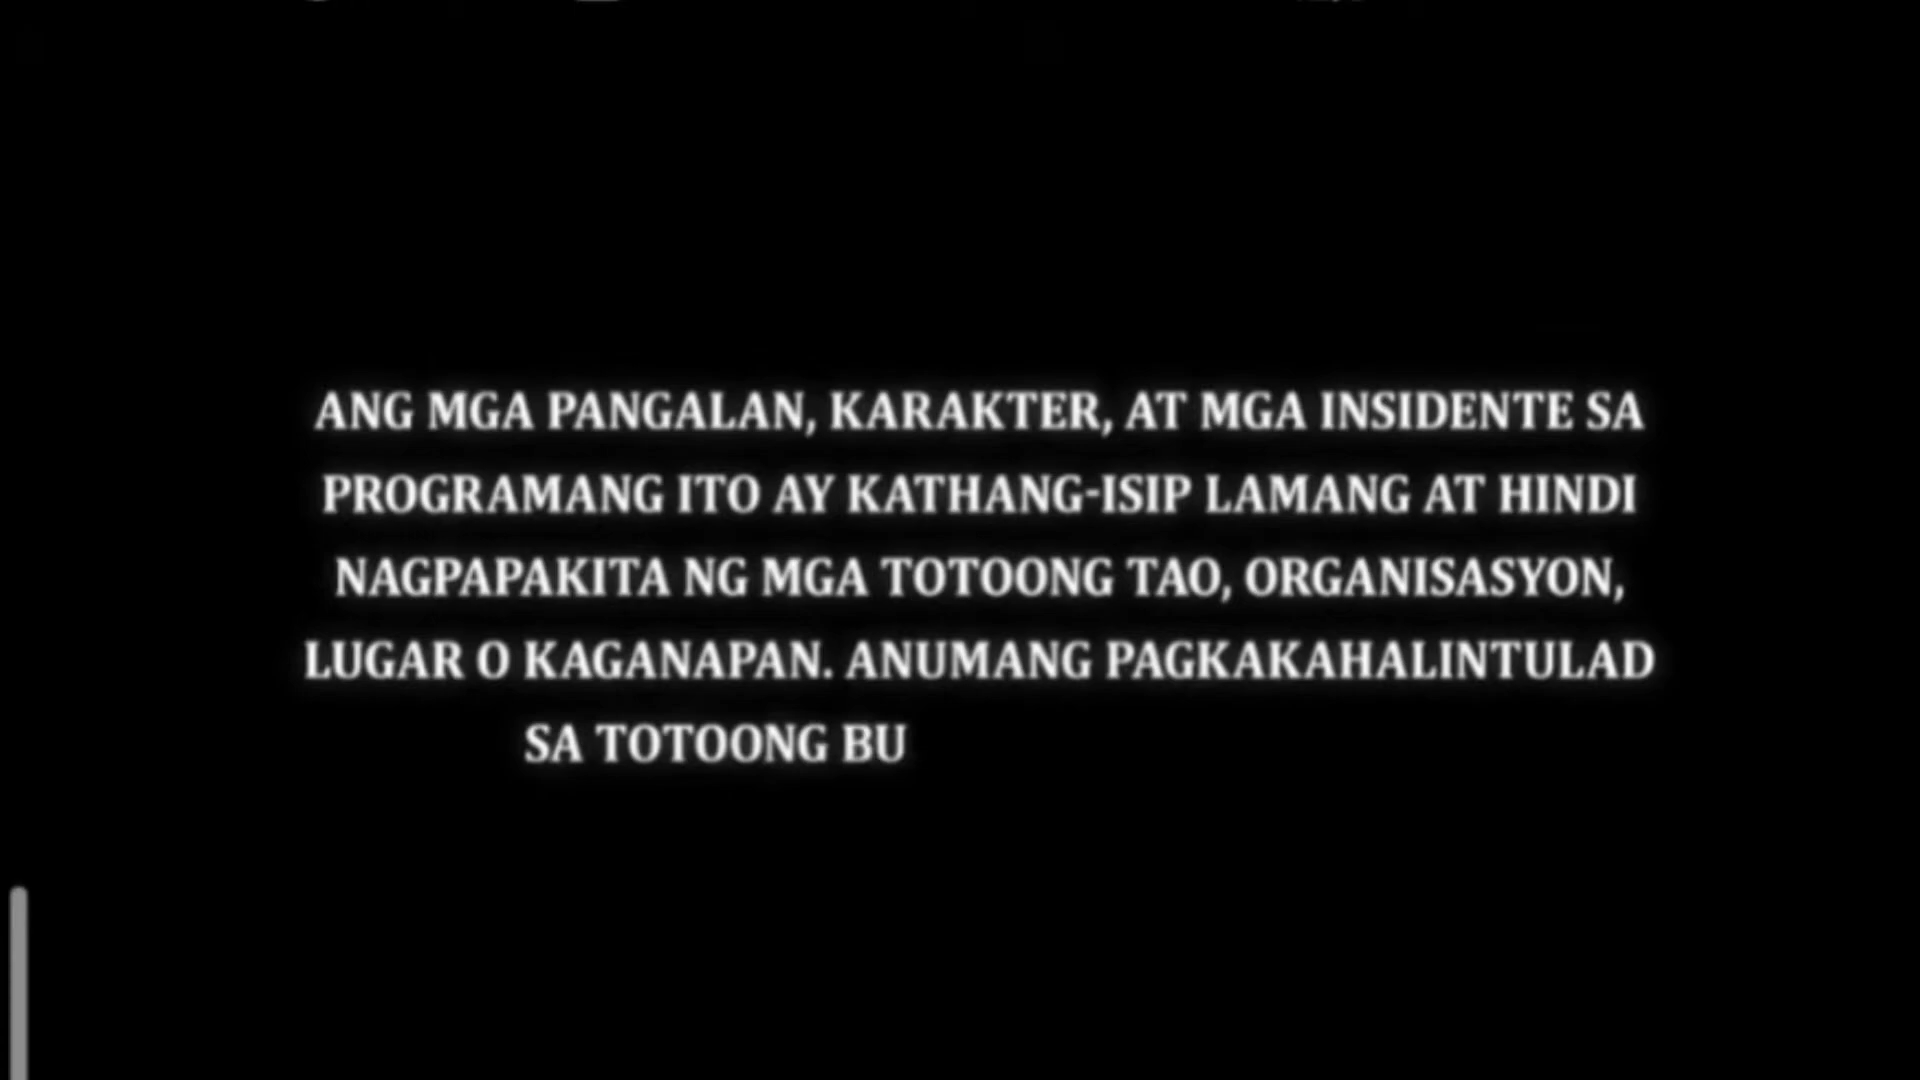 ANG MGA PANGALAN, KARAKTER, AT MGA INSIDENTE SA
PROGRAMANG ITO AY KATHANG-ISIP LAMANG AT HINDI
NAGPAPAKITA NG MGA TOTOONG TAO, ORGANISASYON,
LUGAR O KAGANAPAN. ANUMANG PAGKAKAHALINTULAD
SA TOTOONG BU